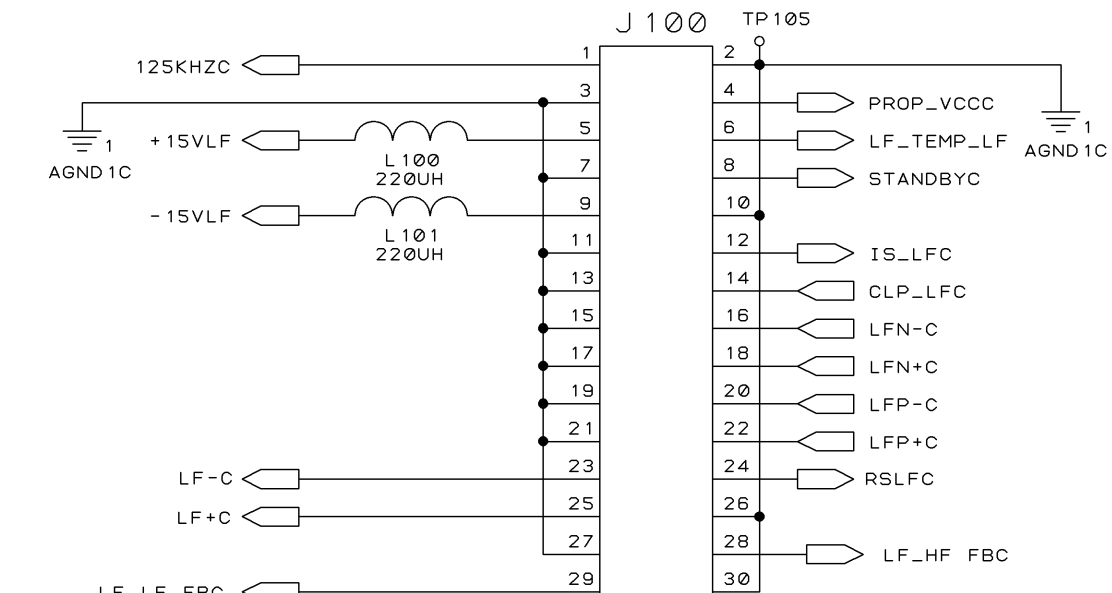 J100 TP105
1 2
125KHZC
3 4 PROP_VCCC
+15VLF 5 6 LF_TEMP_LF
1 AGND1C
1 AGND1C
L100
220UH
7 8 STANDBYC
-15VLF 9 10
L101
220UH
11 12 IS_LFC
13 14 CLP_LFC
15 16 LFN-C
17 18 LFN+C
19 20 LFP-C
21 22 LFP+C
LF-C 23 24 RSLFC
LF+C 25 26
27 28 LF_HF FBC
LF_LF FBC 29 30